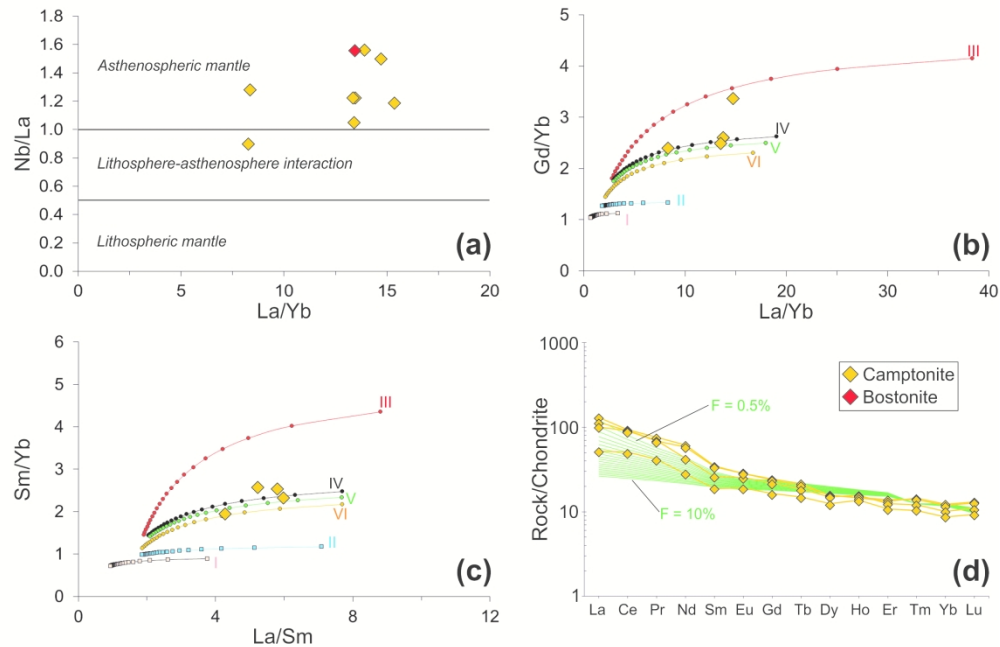 1.8
1.6
1.4
1.2
1.0
0.8
0.6
0.4
0.2
0.0
Nb/La
Asthenospheric mantle
Lithosphere-asthenosphere interaction
Lithospheric mantle
(a)
0 5 10 15 20
La/Yb
5
4
3
2
1
0
Gd/Yb
III
IV
V
VI
II
I
(b)
0 10 20 30 40
La/Yb
6
5
4
3
2
1
0
Sm/Yb
III
IV
V
VI
II
I
(c)
0 2 4 6 8 10 12
La/Sm
1000
100
10
1
Rock/Chondrite
Camptonite
Bostonite
F = 0.5%
F = 10%
(d)
La Ce Pr Nd Sm Eu Gd Tb Dy Ho Er Tm Yb Lu